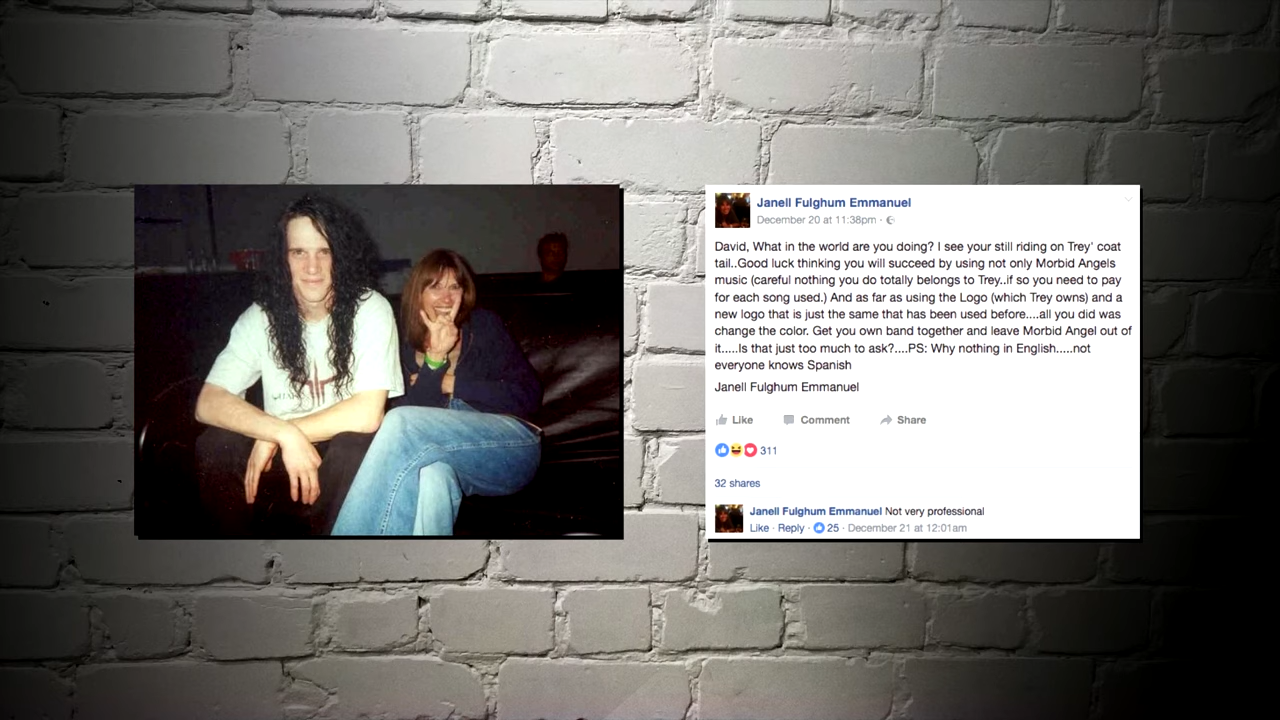 Janell Fulghum Emmanuel
December 20 at 11:38pm ·
David, What in the world are you doing? I see your still riding on Trey' coat
tail..Good luck thinking you will succeed by using not only Morbid Angels
music (careful nothing you do totally belongs to Trey..if so you need to pay
for each song used.) And as far as using the Logo (which Trey owns) and a
new logo that is just the same that has been used before....all you did was
change the color. Get you own band together and leave Morbid Angel out of
it.....Is that just too much to ask?....PS: Why nothing in English.....not
everyone knows Spanish
Janell Fulghum Emmanuel
Like Comment Share
311
32 shares
Janell Fulghum Emmanuel Not very professional
Like · Reply · 25 · December 21 at 12:01am